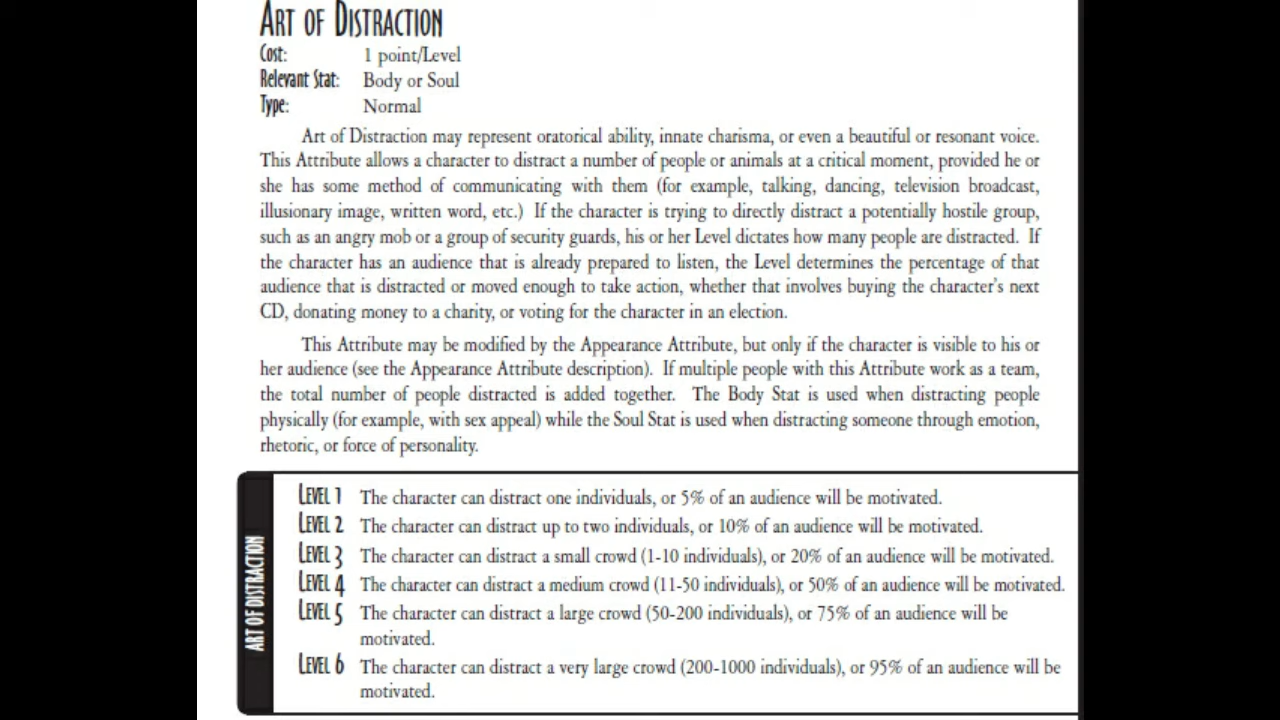 ART OF DISTRACTION
Cost: 1 point/Level
Relevant Stat: Body or Soul
Type: Normal
Art of Distraction may represent oratorical ability, innate charisma, or even a beautiful or resonant voice.
This Attribute allows a character to distract a number of people or animals at a critical moment, provided he or
she has some method of communicating with them (for example, talking, dancing, television broadcast,
illusionary image, written word, etc.) If the character is trying to directly distract a potentially hostile group,
such as an angry mob or a group of security guards, his or her Level dictates how many people are distracted. If
the character has an audience that is already prepared to listen, the Level determines the percentage of that
audience that is distracted or moved enough to take action, whether that involves buying the character's next
CD, donating money to a charity, or voting for the character in an election.
This Attribute may be modified by the Appearance Attribute, but only if the character is visible to his or
her audience (see the Appearance Attribute description). If multiple people with this Attribute work as a team,
the total number of people distracted is added together. The Body Stat is used when distracting people
physically (for example, with sex appeal) while the Soul Stat is used when distracting someone through emotion,
rhetoric, or force of personality.
ART OF DISTRACTION
LEVEL 1 The character can distract one individuals, or 5% of an audience will be motivated.
LEVEL 2 The character can distract up to two individuals, or 10% of an audience will be motivated.
LEVEL 3 The character can distract a small crowd (1-10 individuals), or 20% of an audience will be motivated.
LEVEL 4 The character can distract a medium crowd (11-50 individuals), or 50% of an audience will be motivated.
LEVEL 5 The character can distract a large crowd (50-200 individuals), or 75% of an audience will be
motivated.
LEVEL 6 The character can distract a very large crowd (200-1000 individuals), or 95% of an audience will be
motivated.